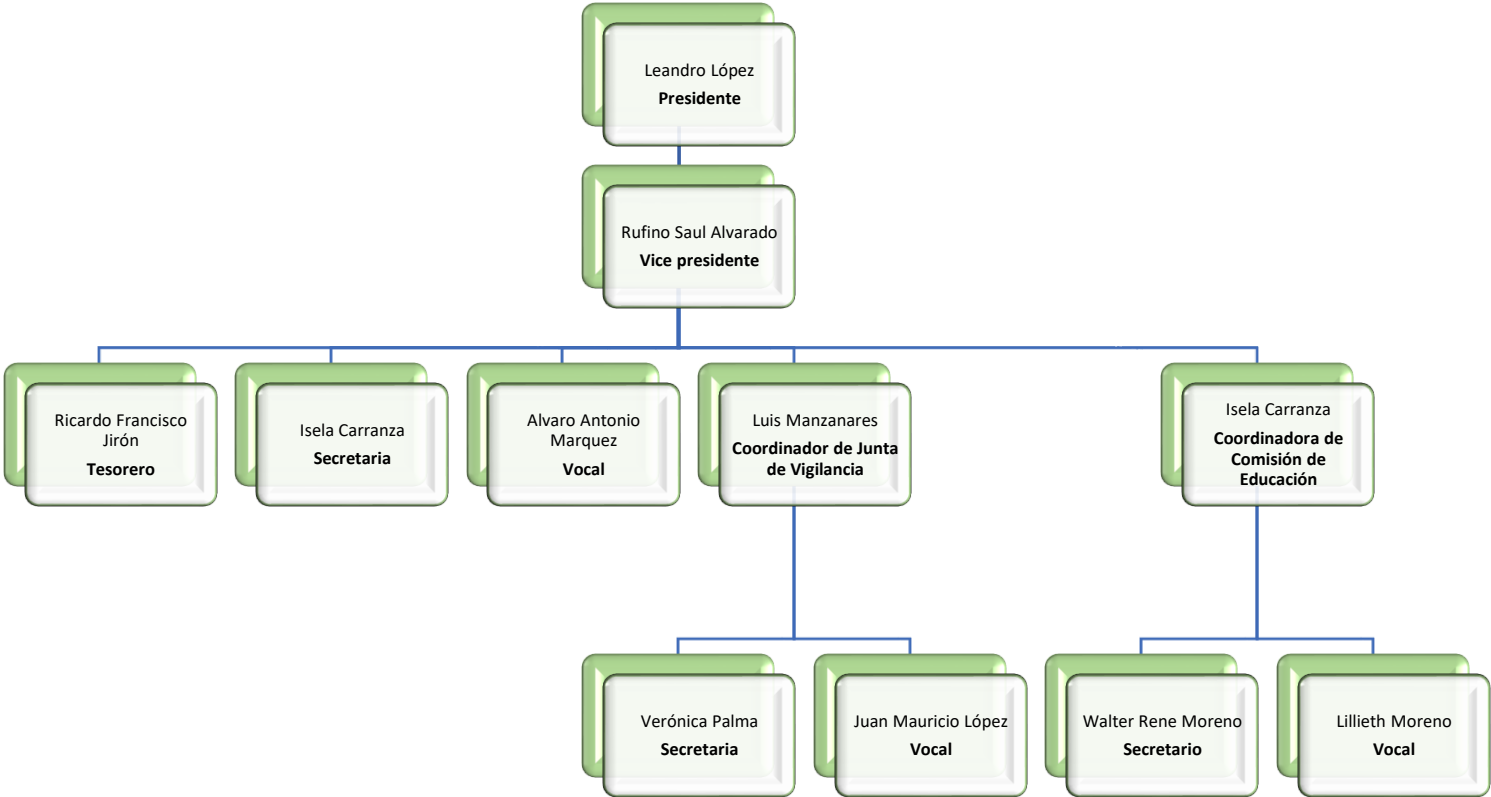 Leandro López
Presidente
Rufino Saul Alvarado
Vice presidente
Ricardo Francisco
Jirón
Tesorero
Isela Carranza
Secretaria
Alvaro Antonio
Marquez
Vocal
Luis Manzanares
Coordinador de Junta
de Vigilancia
Isela Carranza
Coordinadora de
Comisión de
Educación
Verónica Palma
Secretaria
Juan Mauricio López
Vocal
Walter Rene Moreno
Secretario
Lillieth Moreno
Vocal